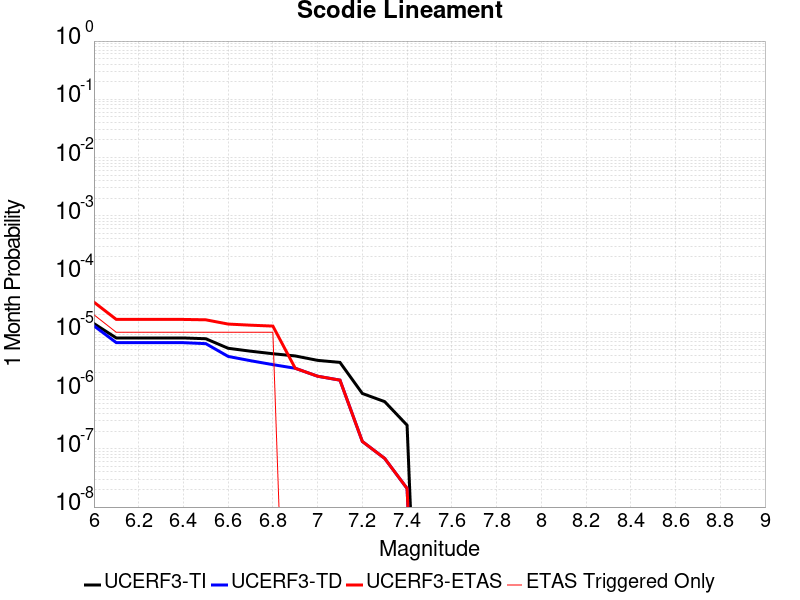 Scodie Lineament
10^0
10^-1
10^-2
10^-3
10^-4
10^-5
10^-6
10^-7
10^-8
1 Month Probability
6 6.2 6.4 6.6 6.8 7 7.2 7.4 7.6 7.8 8 8.2 8.4 8.6 8.8 9
Magnitude
UCERF3-TI UCERF3-TD UCERF3-ETAS ETAS Triggered Only